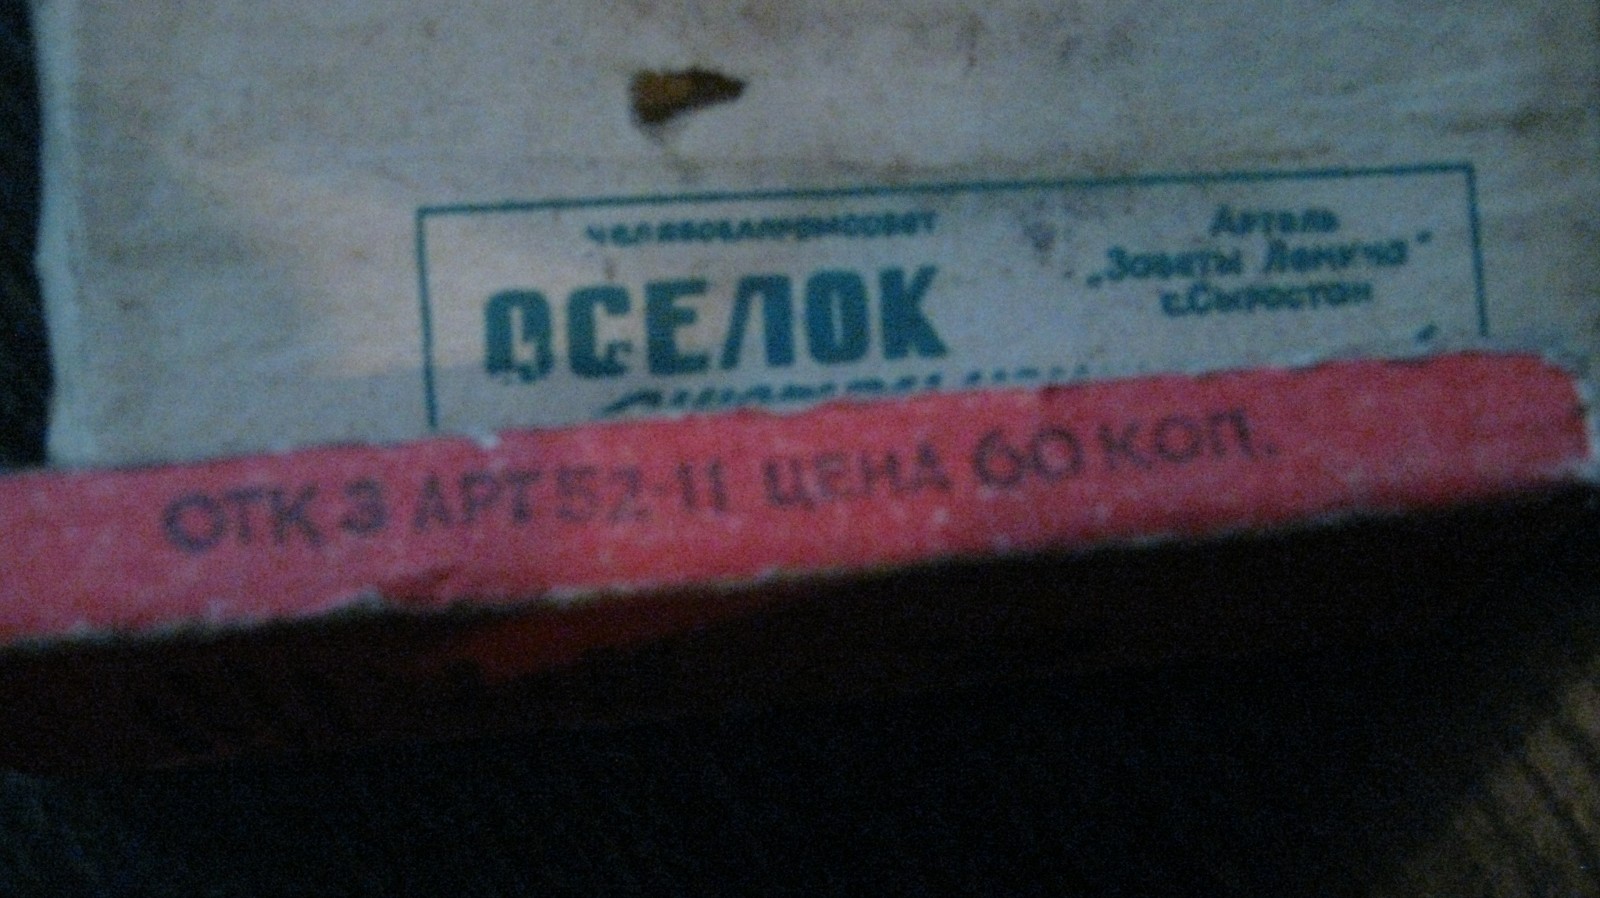 Челябоблпромсовет
ОСЕЛОК
Артель
„Заветы Ленина"
с.Сыростан
ОТК 3 АРТ 52-11 ЦЕНА 60 КОП.